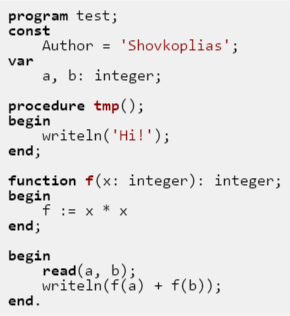 program test;
const
    Author = 'Shovkoplias';
var
    a, b: integer;

procedure tmp();
begin
    writeln('Hi!');
end;

function f(x: integer): integer;
begin
    f := x * x
end;

begin
    read(a, b);
    writeln(f(a) + f(b));
end.